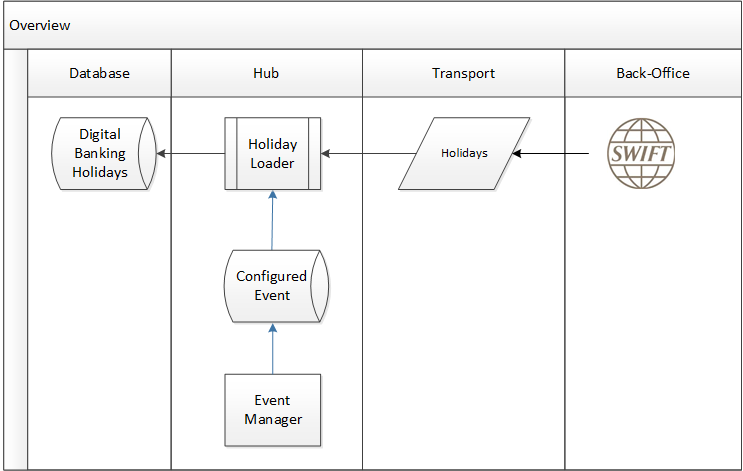 Overview
Database
Hub
Transport
Back-Office
Digital
Banking
Holidays
Holiday
Loader
Holidays
SWIFT
Configured
Event
Event
Manager